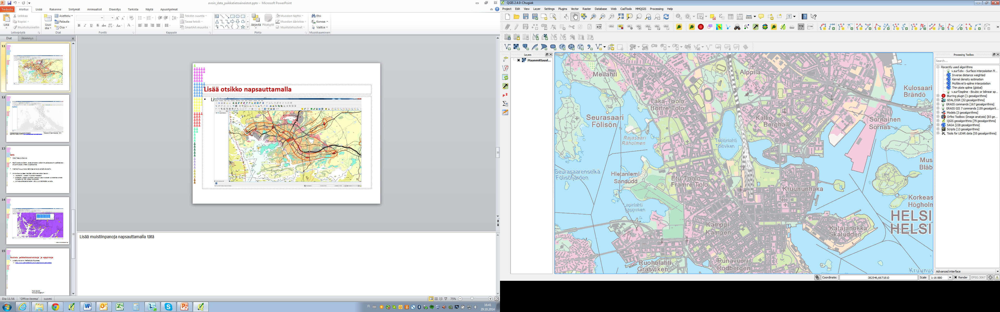 avoin_data_paikkatietoaineistot.pptx - Microsoft PowerPoint
Tiedosto Aloitus Lisää Rakenne Siirtymät Animaatiot Diaesitys Tarkista Näytä Apuohjelmat
Liitä
Leikkaa
Kopioi
Muotoilusivellin
Leikepöytä
Uusi dia
Asettelu
Palauta
Osa
Diat
Fontti
Tekstin suunta
Tasaa teksti
SmartArt-muunto
Kappale
Järjestä
Pikatyylit
Muodon täyttö
Muodon ääriviiva
Muototehosteet
Piirto
Etsi
Korvaa
Valitse
Muokkaaminen
Diat Jäsennys
11
12
13
WFS
14
15
Avoimia paikkatietoaineistoja ja rajapintoja
Lisää otsikko napsauttamalla
Lisää muistiinpanoja napsauttamalla tätä
Dia 11/16 "Office-teema" suomi
75%
FI
16:41
29.10.2014
QGIS 2.4.0-Chugiak
Project Edit View Layer Settings Plugins Vector Raster Database Web CadTools MMQGIS Processing Help
Layers
Maanmittausl...
Meilahti
Alppila
Kulosaari
Brändö
Taka-Töölö
Bortre Tölö
Seurasaari
Fölisön
Kallio
Berghäll
Sörnäinen
Sörnäs
Rajasaari
Råholmen
Töölönlahti
Tölöviken
Mus
Blåb
Seurasaarenselkä
Fölisöfjärden
Hietaniemi
Sandudd
Etu-Töölö
Främre Tölö
Kruununhaka
Korkeas
Högholm
Lapinlahti
Lappviken
HELSI
HELSI
Kamppi
Kampen
Katajanokka
Skatudden
Ruoholahti
Gräsviken
Punavuori
Rödbergen
Kruunuv
Processing Toolbox
Search...
Recently used algorithms
v.surf.idw - Surface interpolation fr...
Inverse distance weighted
Kernel density estimation
Multilevel b-spline interpolation
Thin plate spline (global)
v.surf.bspline - Bicubic or bilinear sp...
Blurring plugin [1 geoalgorithms]
GDAL/OGR [32 geoalgorithms]
GRASS commands [167 geoalgorithms]
GRASS GIS 7 commands [159 geoalgorit...
Models [3 geoalgorithms]
Orfeo Toolbox (Image analysis) [83 ge...
QGIS geoalgorithms [79 geoalgorithms]
SAGA [228 geoalgorithms]
Scripts [13 geoalgorithms]
Tools for LiDAR data [55 geoalgorithms]
Advanced interface
Coordinate: 382546,6671810 Scale 1:16 880 Render EPSG:3067